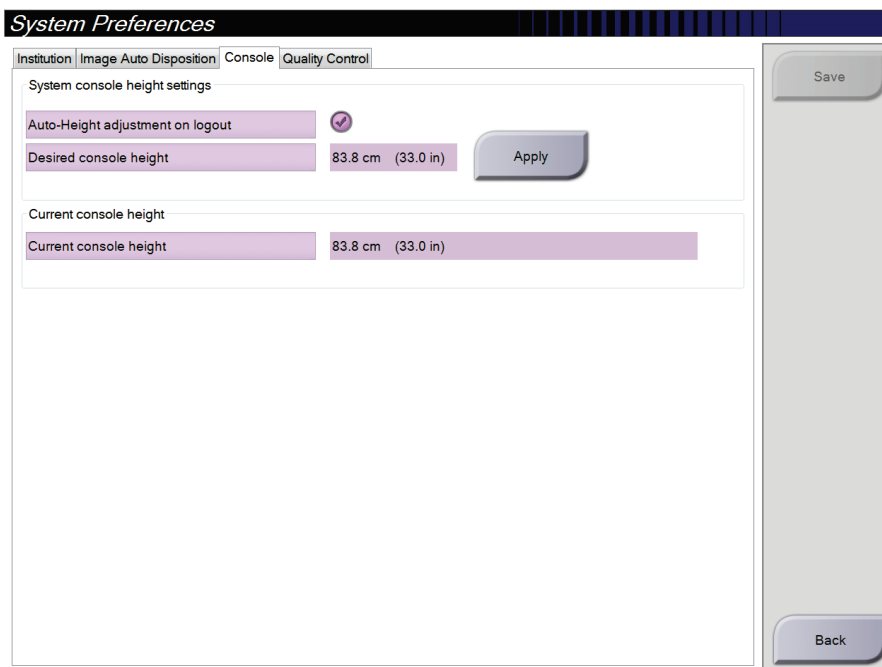 System Preferences
Institution Image Auto Disposition Console Quality Control
Save
System console height settings
Auto-Height adjustment on logout
Desired console height 83.8 cm (33.0 in) Apply
Current console height
Current console height 83.8 cm (33.0 in)
Back